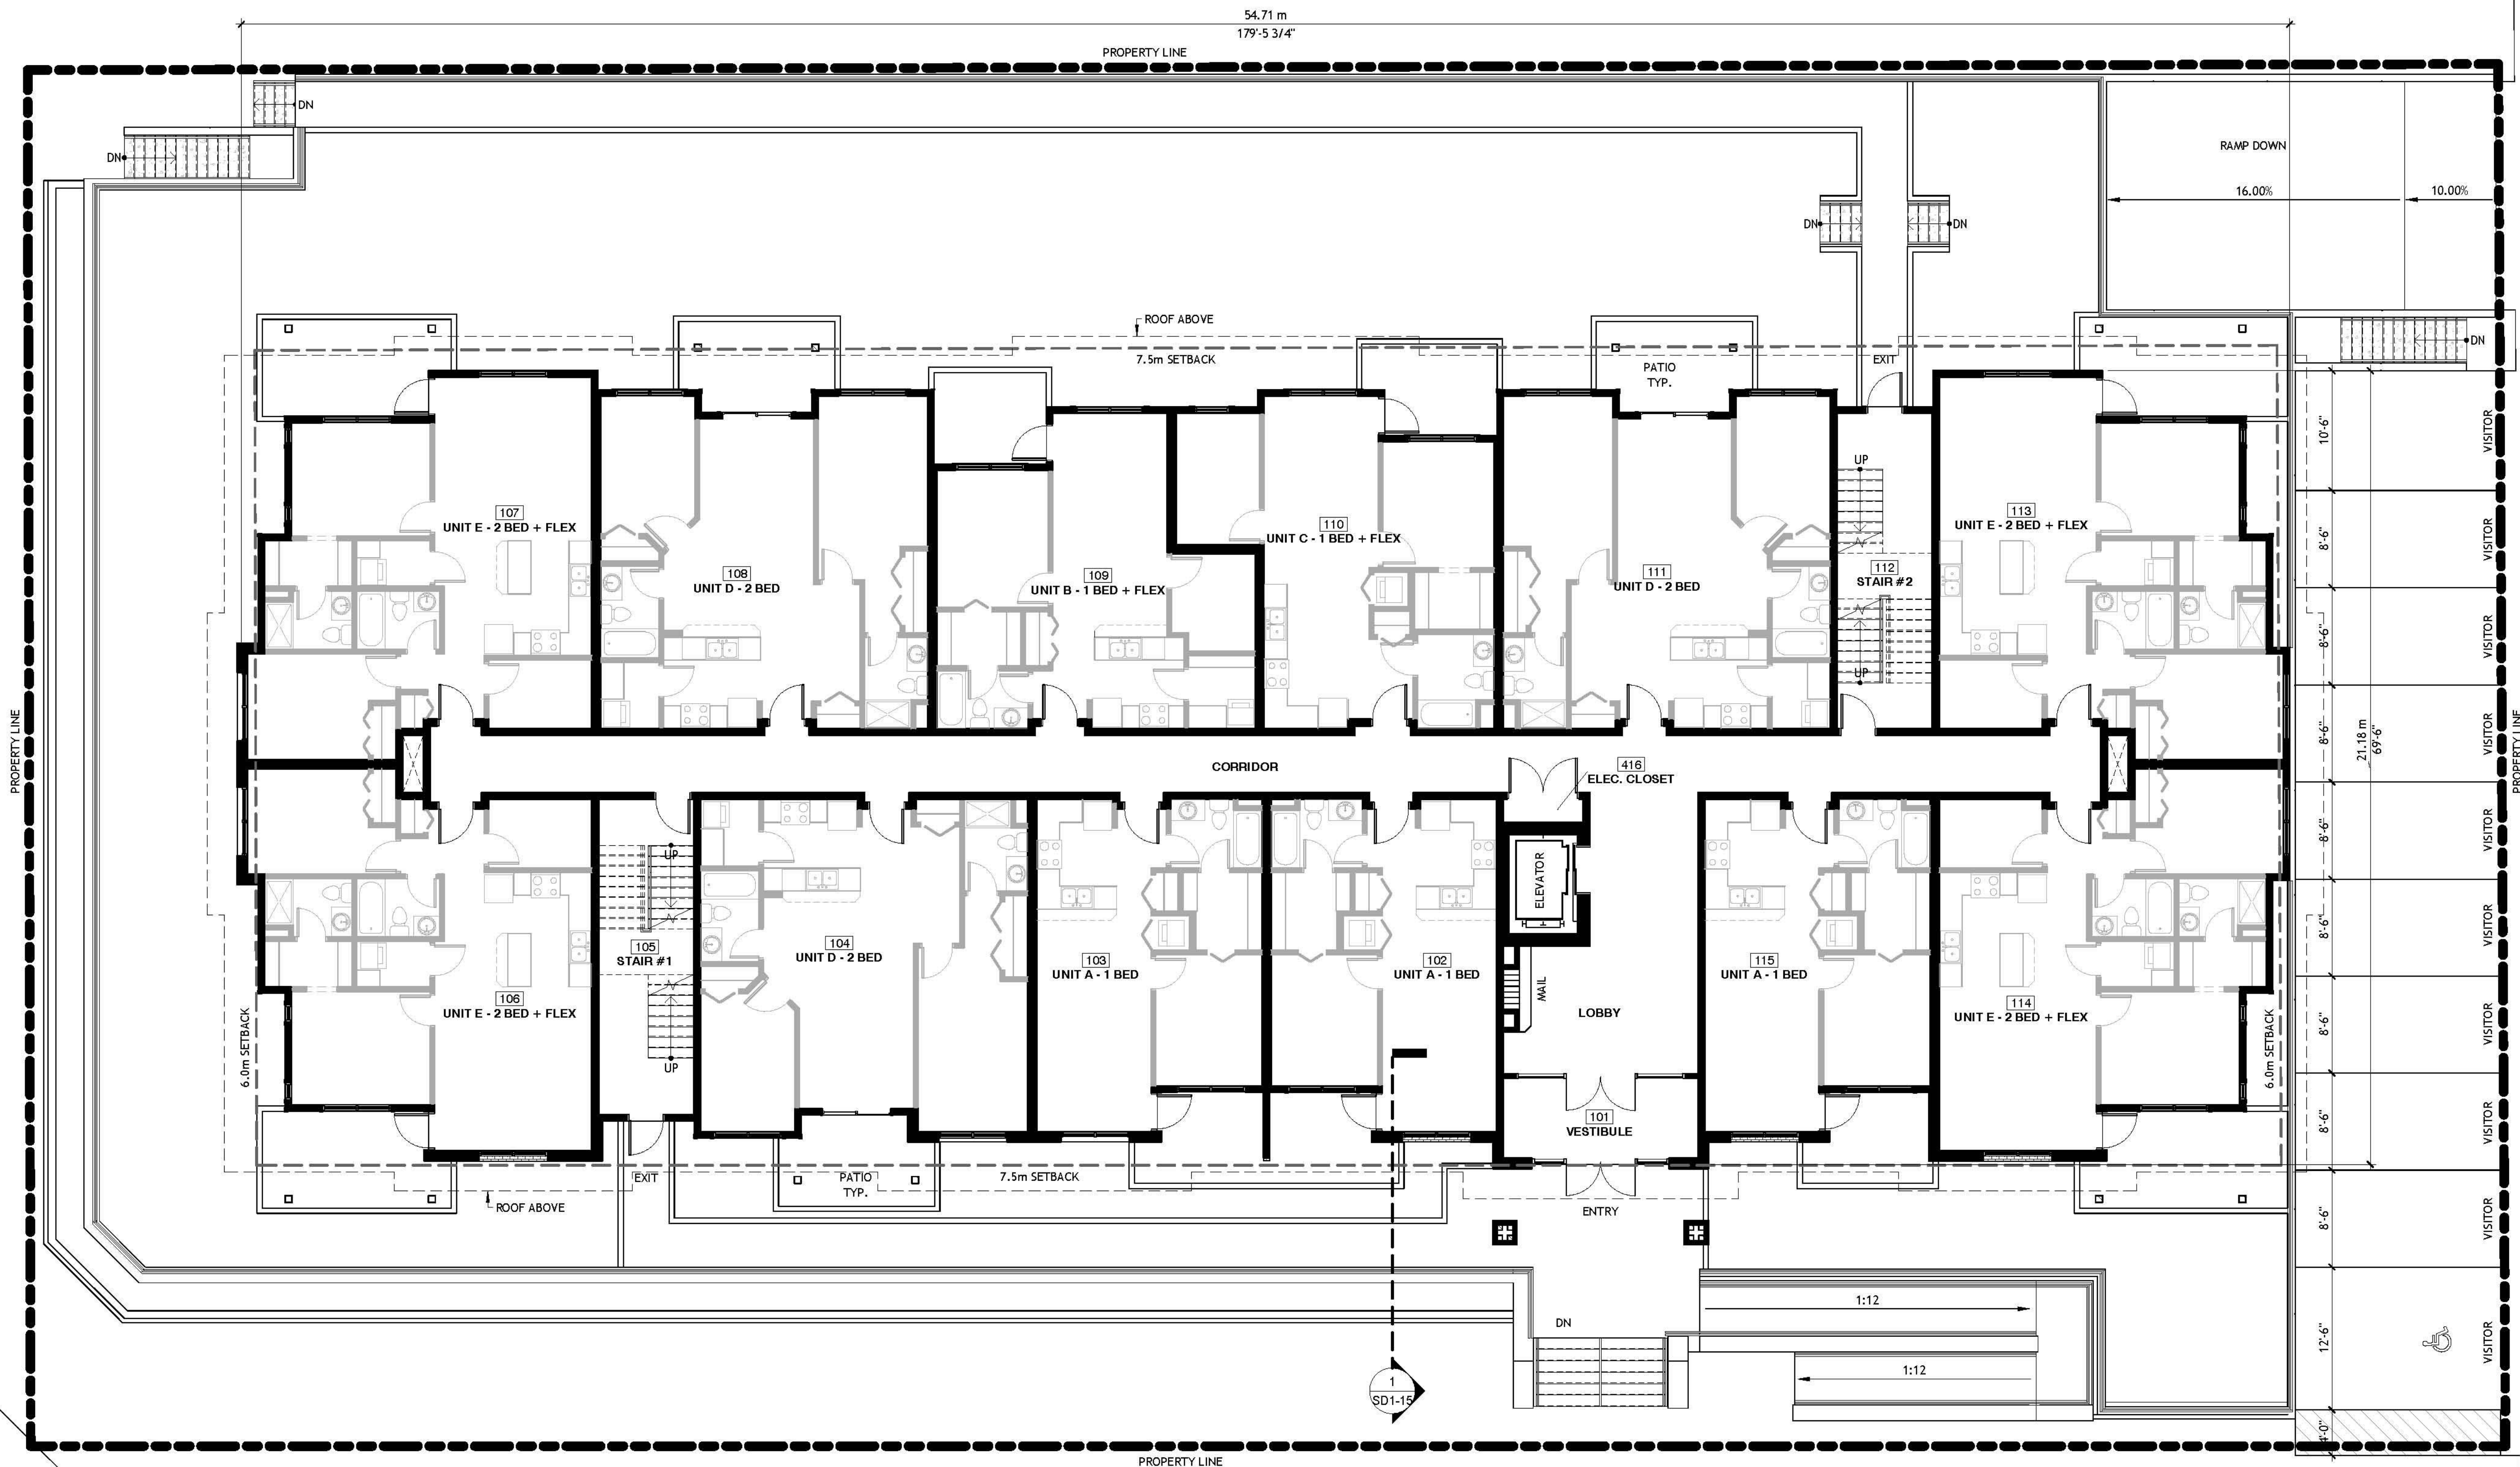 54.71 m
179'-5 3/4"
PROPERTY LINE
DN
DN
RAMP DOWN
16.00%
10.00%
DN
DN
ROOF ABOVE
7.5m SETBACK
PATIO
TYP.
EXIT
DN
10'-6"
VISITOR
107
UNIT E - 2 BED + FLEX
108
UNIT D - 2 BED
109
UNIT B - 1 BED + FLEX
110
UNIT C - 1 BED + FLEX
111
UNIT D - 2 BED
UP
112
STAIR #2
UP
113
UNIT E - 2 BED + FLEX
8'-6"
VISITOR
8'-6"
VISITOR
8'-6"
VISITOR
21.18 m
69'-6"
PROPERTY LINE
PROPERTY LINE
CORRIDOR
416
ELEC. CLOSET
8'-6"
VISITOR
UP
105
STAIR #1
UP
104
UNIT D - 2 BED
103
UNIT A - 1 BED
102
UNIT A - 1 BED
ELEVATOR
MAIL
LOBBY
115
UNIT A - 1 BED
114
UNIT E - 2 BED + FLEX
106
UNIT E - 2 BED + FLEX
8'-6"
VISITOR
8'-6"
VISITOR
6.0m SETBACK
6.0m SETBACK
8'-6"
VISITOR
101
VESTIBULE
EXIT
PATIO
TYP.
7.5m SETBACK
ROOF ABOVE
ENTRY
8'-6"
VISITOR
1:12
DN
12'-6"
VISITOR
1:12
1
SD1-15
4'-0"
PROPERTY LINE